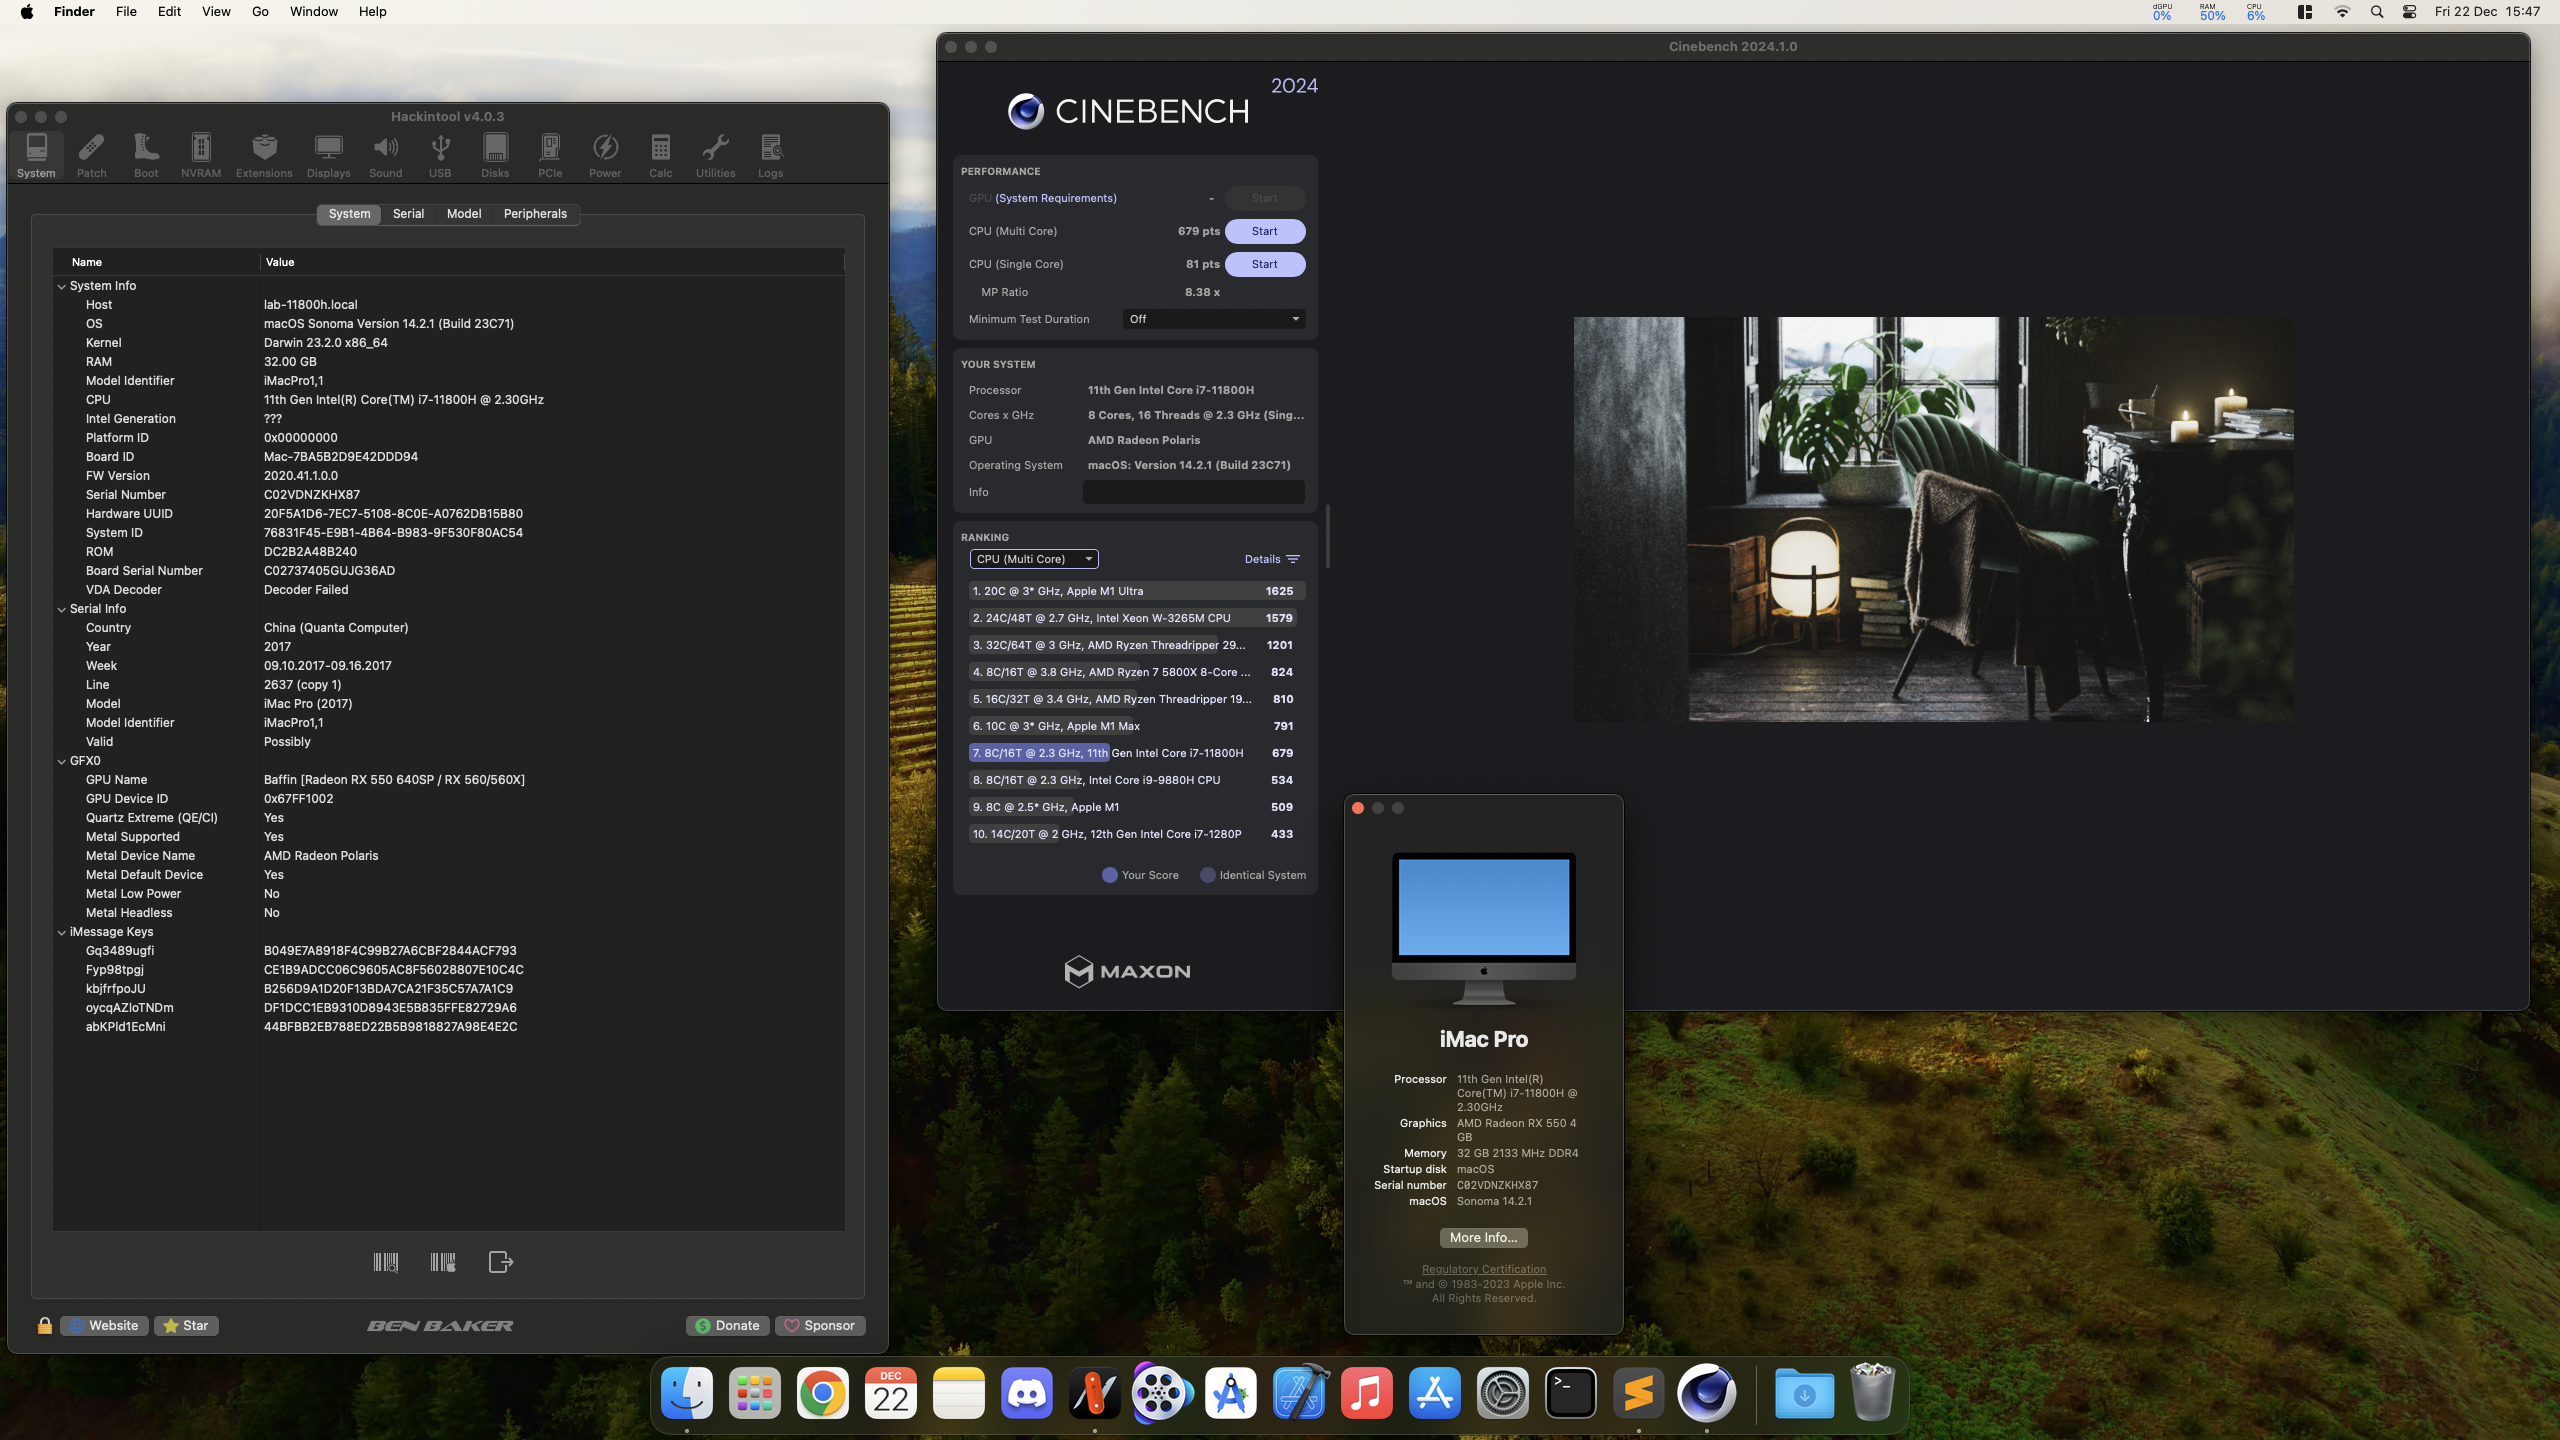 Finder File Edit View Go Window Help
dGPU 0% RAM 50% CPU 6% Fri 22 Dec 15:47
Hackintool v4.0.3
System Patch Boot NVRAM Extensions Displays Sound USB Disks PCIe Power Calc Utilities Logs
System Serial Model Peripherals
Name Value
System Info
Host lab-11800h.local
OS macOS Sonoma Version 14.2.1 (Build 23C71)
Kernel Darwin 23.2.0 x86_64
RAM 32.00 GB
Model Identifier iMacPro1,1
CPU 11th Gen Intel(R) Core(TM) i7-11800H @ 2.30GHz
Intel Generation ???
Platform ID 0x00000000
Board ID Mac-7BA5B2D9E42DDD94
FW Version 2020.41.1.0.0
Serial Number C02VDNZKHX87
Hardware UUID 20F5A1D6-7EC7-5108-8C0E-A0762DB15B80
System ID 76831F45-E9B1-4B64-B983-9F530F80AC54
ROM DC2B2A48B240
Board Serial Number C02737405GUJG36AD
VDA Decoder Decoder Failed
Serial Info
Country China (Quanta Computer)
Year 2017
Week 09.10.2017-09.16.2017
Line 2637 (copy 1)
Model iMac Pro (2017)
Model Identifier iMacPro1,1
Valid Possibly
GFX0
GPU Name Baffin [Radeon RX 550 640SP / RX 560/560X]
GPU Device ID 0x67FF1002
Quartz Extreme (QE/CI) Yes
Metal Supported Yes
Metal Device Name AMD Radeon Polaris
Metal Default Device Yes
Metal Low Power No
Metal Headless No
iMessage Keys
Gq3489ugfi B049E7A8918F4C99B27A6CBF2844ACF793
Fyp98tpgj CE1B9ADCC06C9605AC8F56028807E10C4C
kbjfrfpoJU B256D9A1D20F13BDA7CA21F35C57A7A1C9
oycqAZloTNDm DF1DCC1EB9310D8943E5B835FFE82729A6
abKPld1EcMni 44BFBB2EB788ED22B5B9818827A98E4E2C
Website Star BEN BAKER Donate Sponsor
Cinebench 2024.1.0
2024
CINEBENCH
PERFORMANCE
GPU (System Requirements) - Start
CPU (Multi Core) 679 pts Start
CPU (Single Core) 81 pts Start
MP Ratio 8.38 x
Minimum Test Duration Off
YOUR SYSTEM
Processor 11th Gen Intel Core i7-11800H
Cores x GHz 8 Cores, 16 Threads @ 2.3 GHz (Sing...
GPU AMD Radeon Polaris
Operating System macOS: Version 14.2.1 (Build 23C71)
Info
RANKING
CPU (Multi Core) Details
1. 20C @ 3* GHz, Apple M1 Ultra 1625
2. 24C/48T @ 2.7 GHz, Intel Xeon W-3265M CPU 1579
3. 32C/64T @ 3 GHz, AMD Ryzen Threadripper 29... 1201
4. 8C/16T @ 3.8 GHz, AMD Ryzen 7 5800X 8-Core ... 824
5. 16C/32T @ 3.4 GHz, AMD Ryzen Threadripper 19... 810
6. 10C @ 3* GHz, Apple M1 Max 791
7. 8C/16T @ 2.3 GHz, 11th Gen Intel Core i7-11800H 679
8. 8C/16T @ 2.3 GHz, Intel Core i9-9880H CPU 534
9. 8C @ 2.5* GHz, Apple M1 509
10. 14C/20T @ 2 GHz, 12th Gen Intel Core i7-1280P 433
Your Score Identical System
MAXON
iMac Pro
Processor 11th Gen Intel(R)
Core(TM) i7-11800H @
2.30GHz
Graphics AMD Radeon RX 550 4
GB
Memory 32 GB 2133 MHz DDR4
Startup disk macOS
Serial number C02VDNZKHX87
macOS Sonoma 14.2.1
More Info...
Regulatory Certification
™ and © 1983-2023 Apple Inc.
All Rights Reserved.
DEC
22